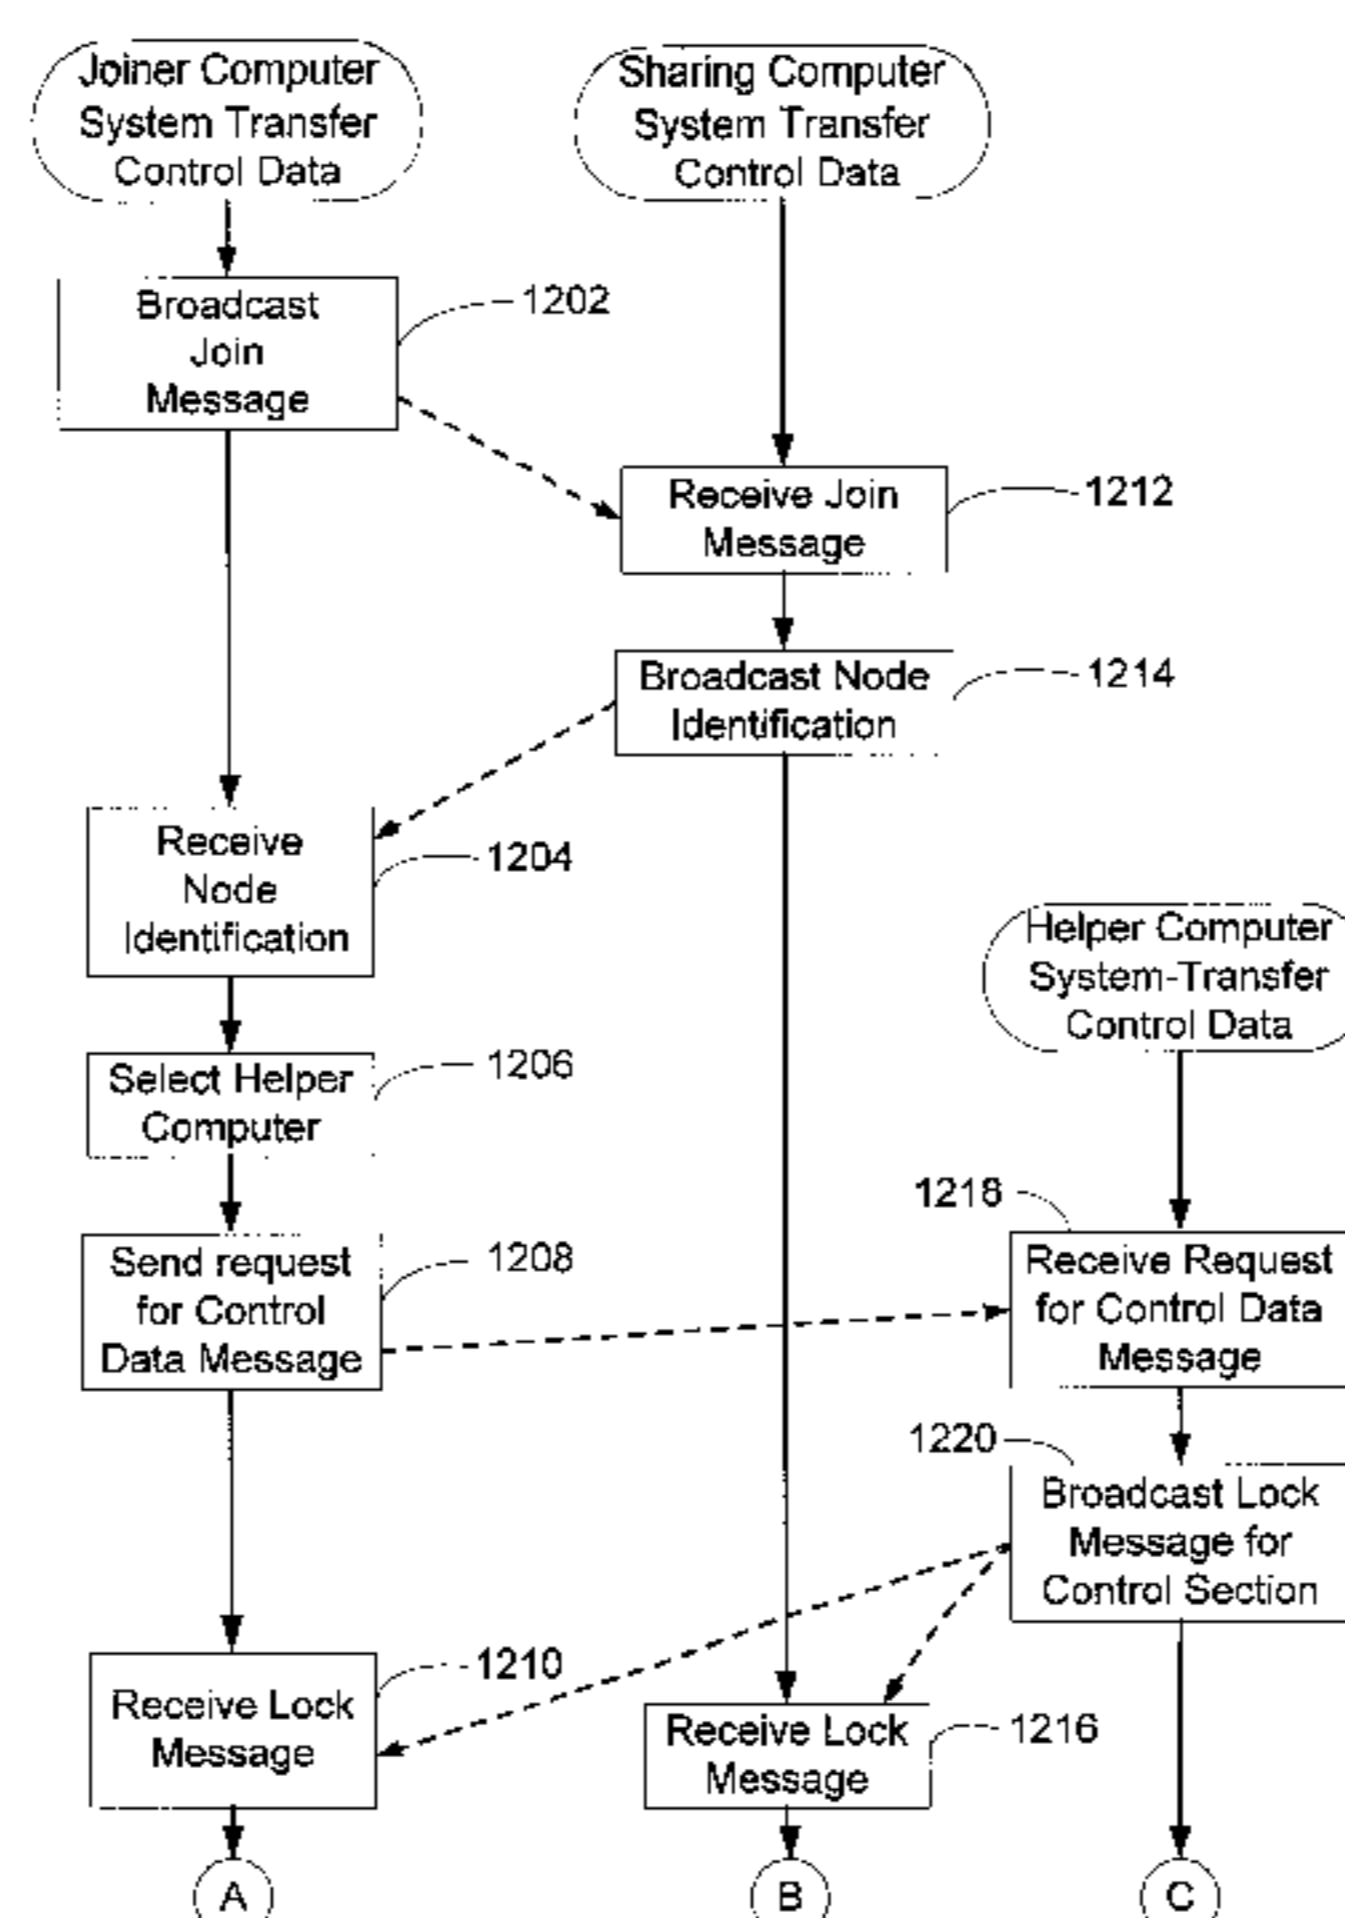 Joiner Computer
System Transfer
Control Data
Sharing Computer
System Transfer
Control Data
Broadcast
Join
Message
1202
Receive Join
Message
1212
Broadcast Node
Identification
1214
Receive
Node
Identification
1204
Helper Computer
System-Transfer
Control Data
Select Helper
Computer
1206
1218
Send request
for Control
Data Message
1208
Receive Request
for Control Data
Message
1220
Broadcast Lock
Message for
Control Section
Receive Lock
Message
1210
Receive Lock
Message
1216
A
B
C